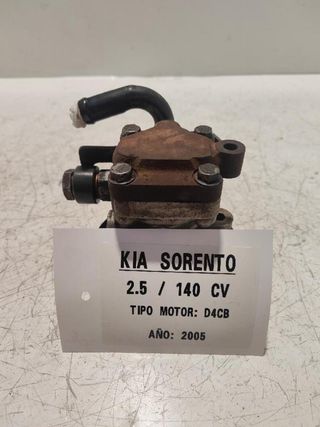 KIA SORENTO
2.5 / 140 CV
TIPO MOTOR: D4CB
AÑO: 2005